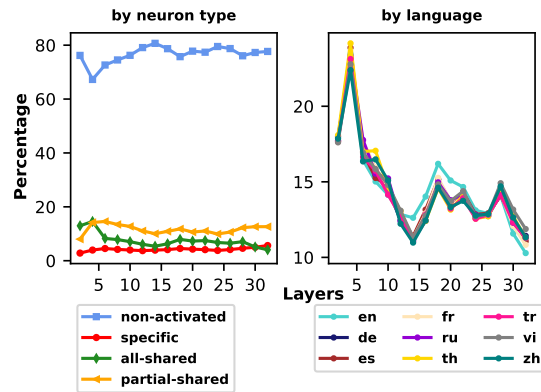 by neuron type
by language
Percentage
80
60
40
20
0
5 10 15 20 25 30
20
15
10
5 10 15 20 25 30
Layers
non-activated
specific
all-shared
partial-shared
en fr tr
de ru vi
es th zh